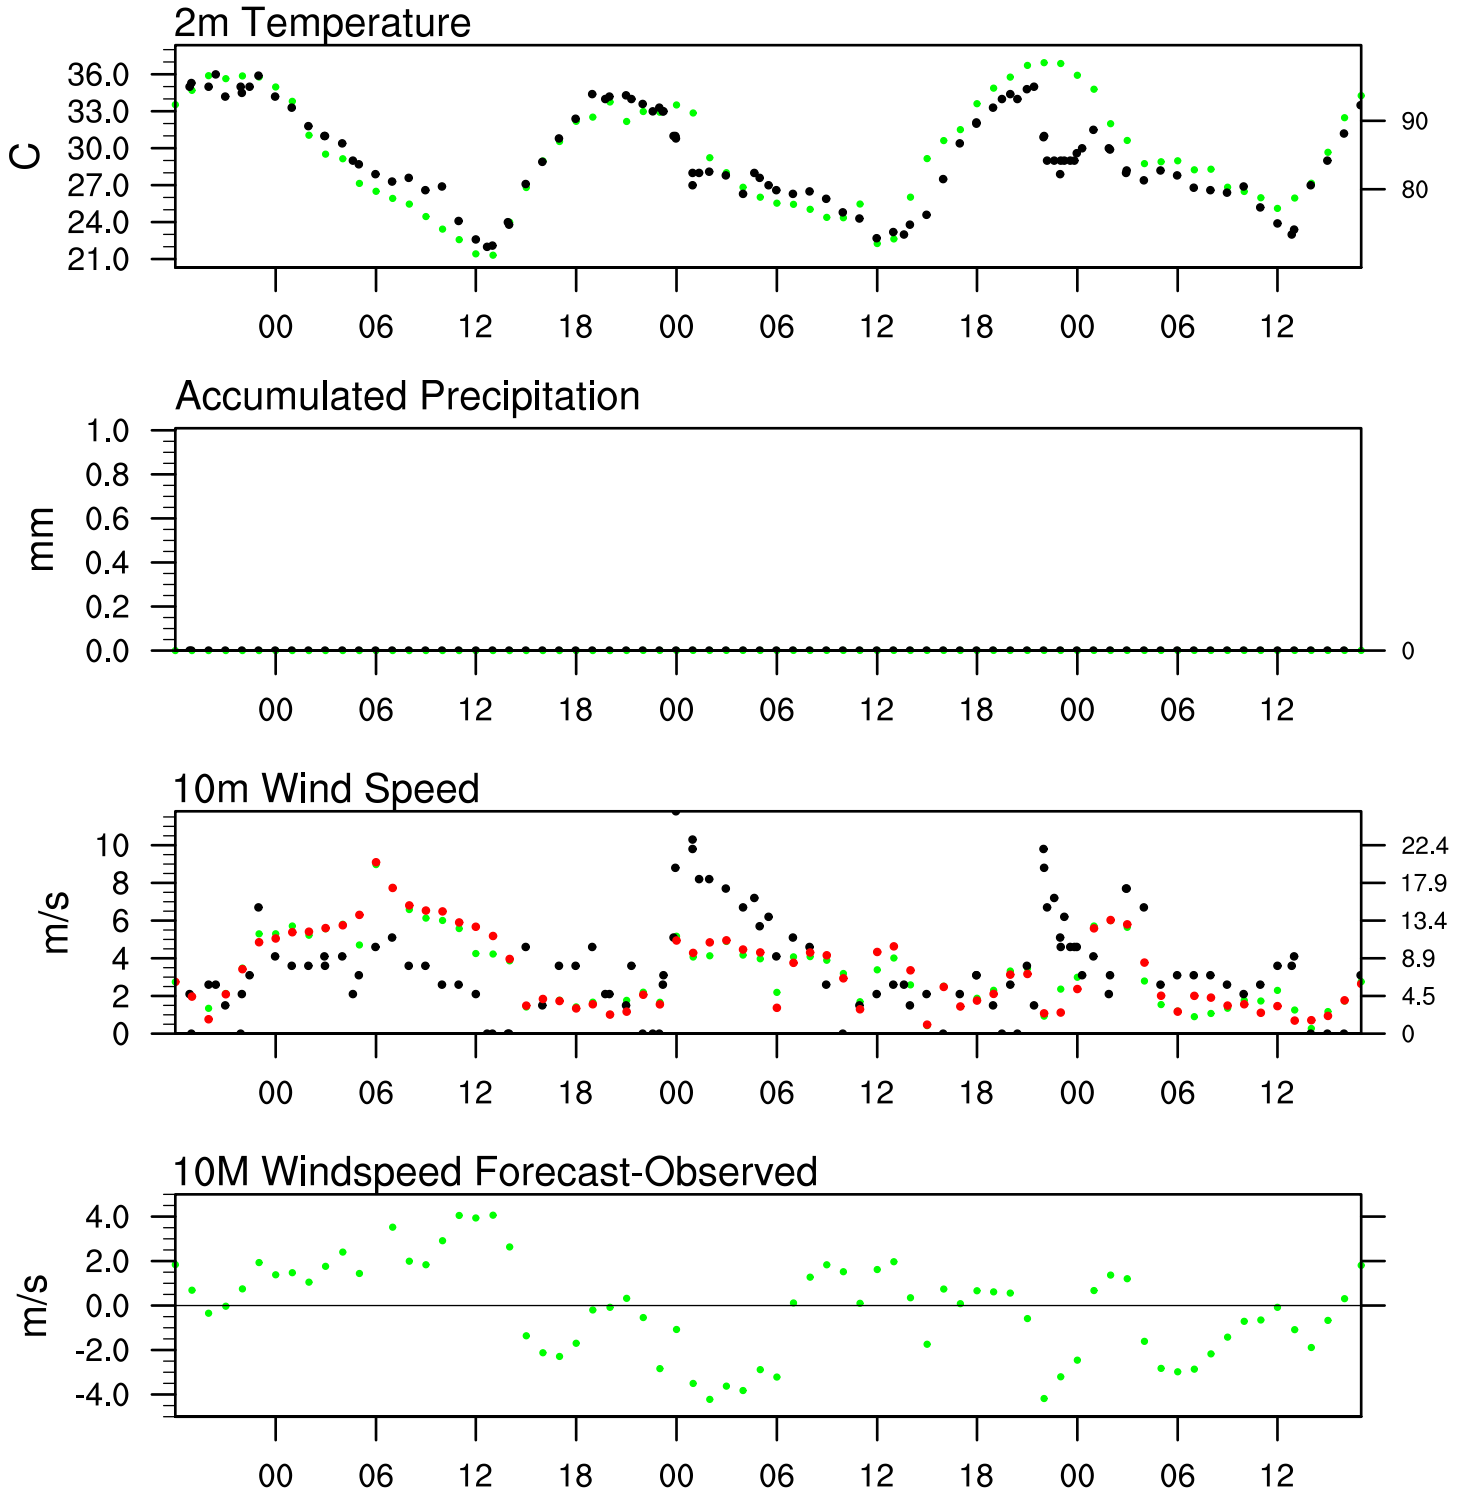 2m Temperature
36.0
33.0
30.0
27.0
24.0
21.0
C
90
80
00 06 12 18 00 06 12 18 00 06 12
Accumulated Precipitation
1.0
0.8
0.6
0.4
0.2
0.0
mm
0
00 06 12 18 00 06 12 18 00 06 12
10m Wind Speed
10
8
6
4
2
0
m/s
22.4
17.9
13.4
8.9
4.5
0
00 06 12 18 00 06 12 18 00 06 12
10M Windspeed Forecast-Observed
4.0
2.0
0.0
-2.0
-4.0
m/s
00 06 12 18 00 06 12 18 00 06 12